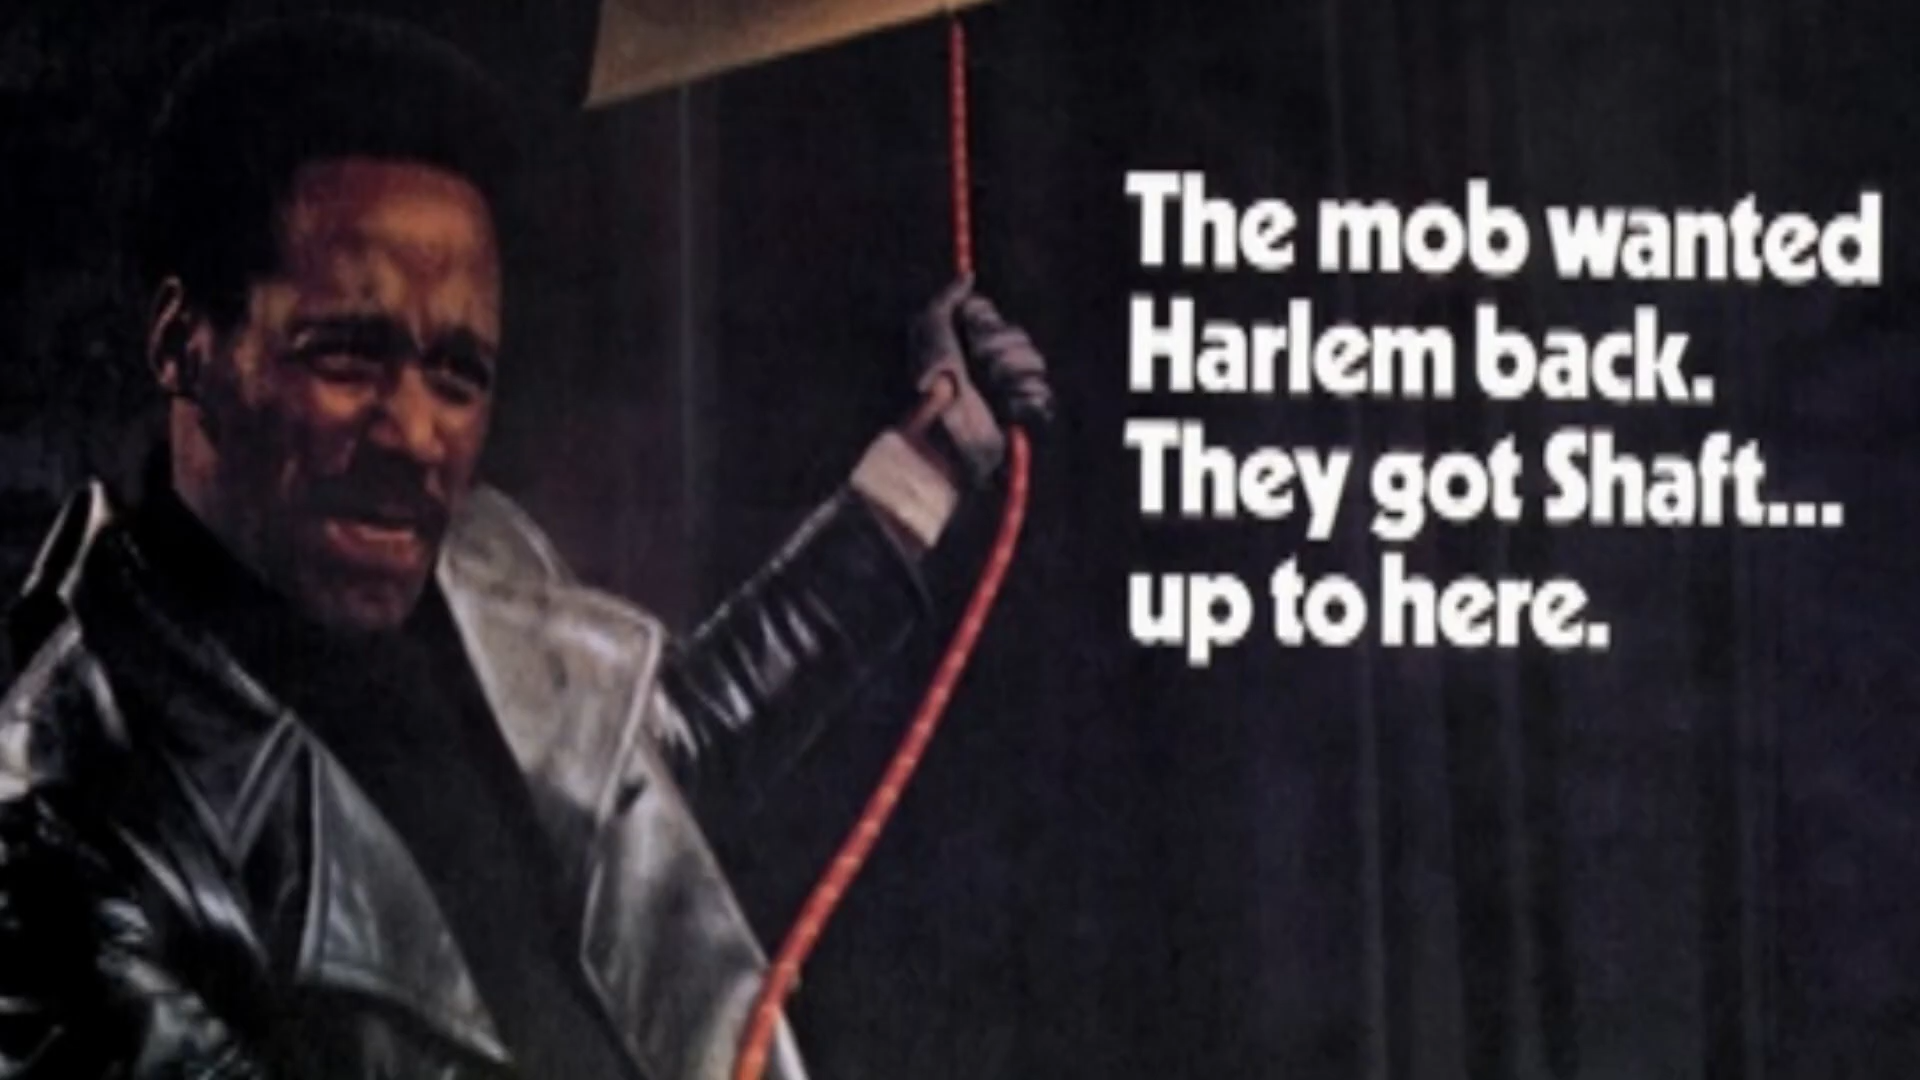 The mob wanted
Harlem back.
They got Shaft...
up to here.